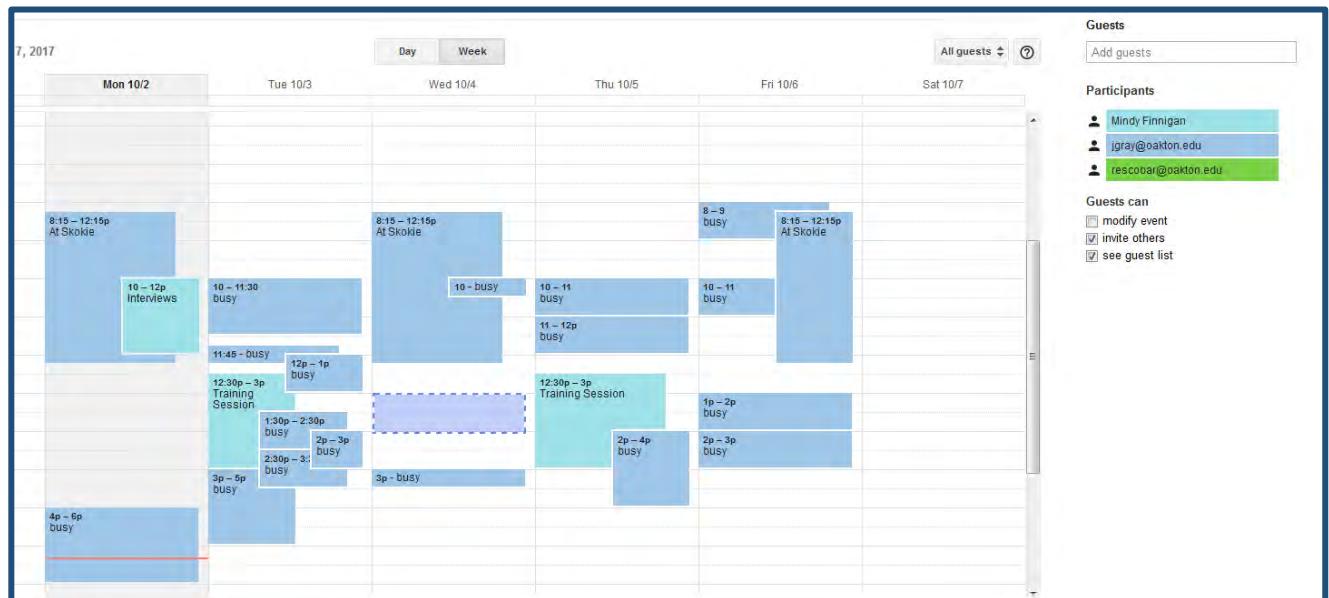 7, 2017
Day
Week
All guests
?
Mon 10/2
Tue 10/3
Wed 10/4
Thu 10/5
Fri 10/6
Sat 10/7
8:15 – 12:15p
At Skokie
10 – 12p
Interviews
4p – 6p
busy
10 – 11:30
busy
11:45 - busy
12p – 1p
busy
12:30p – 3p
Training
Session
1:30p – 2:30p
busy
2p – 3p
busy
2:30p – 3:
busy
3p – 5p
busy
8:15 – 12:15p
At Skokie
10 - busy
3p - busy
10 – 11
busy
11 – 12p
busy
12:30p – 3p
Training Session
2p – 4p
busy
8 – 9
busy
8:15 – 12:15p
At Skokie
10 – 11
busy
1p – 2p
busy
2p – 3p
busy
Guests
Add guests
Participants
Mindy Finnigan
jgray@oakton.edu
rescobar@oakton.edu
Guests can
modify event
invite others
see guest list